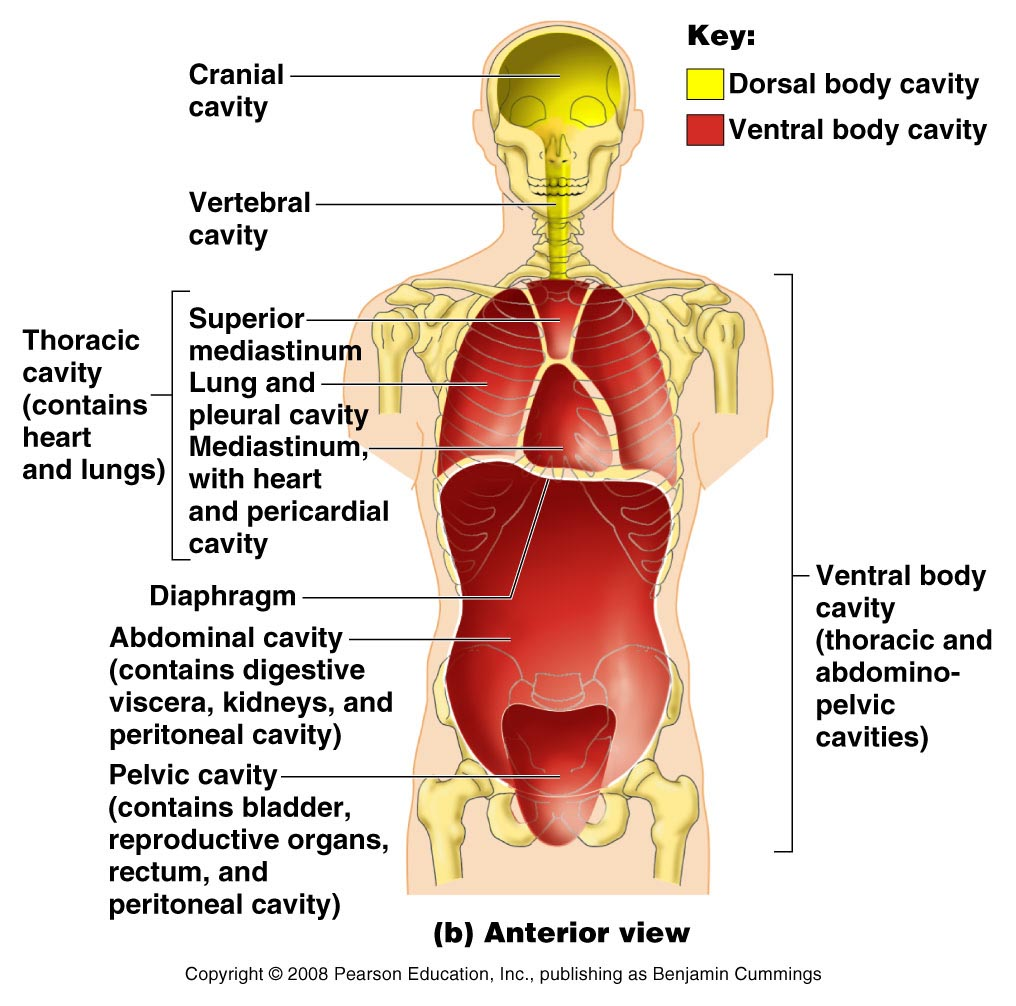 Key:
Dorsal body cavity
Ventral body cavity
Cranial
cavity
Vertebral
cavity
Thoracic
cavity
(contains
heart
and lungs)
Superior
mediastinum
Lung and
pleural cavity
Mediastinum,
with heart
and pericardial
cavity
Diaphragm
Abdominal cavity
(contains digestive
viscera, kidneys, and
peritoneal cavity)
Pelvic cavity
(contains bladder,
reproductive organs,
rectum, and
peritoneal cavity)
Ventral body
cavity
(thoracic and
abdomino-
pelvic
cavities)
(b) Anterior view
Copyright © 2008 Pearson Education, Inc., publishing as Benjamin Cummings